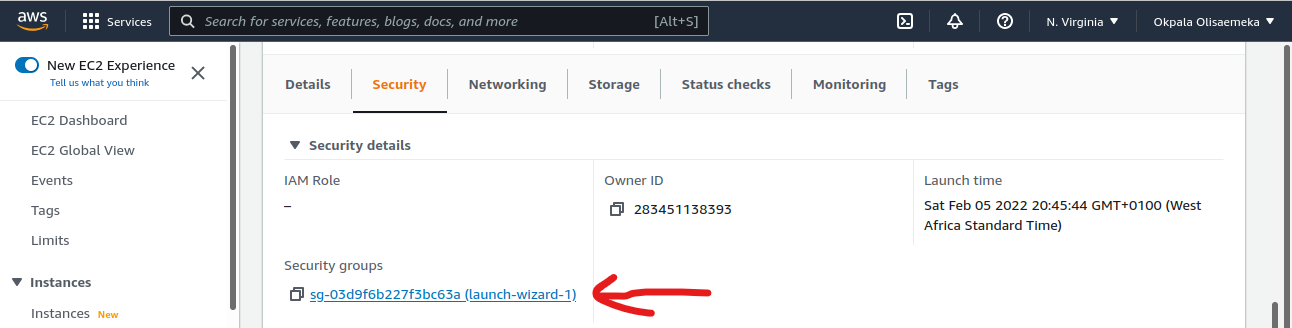 aws
Services
Search for services, features, blogs, docs, and more
[Alt+S]
N. Virginia
Okpala Olisaemeka
New EC2 Experience
Tell us what you think
EC2 Dashboard
EC2 Global View
Events
Tags
Limits
Instances
Instances New
Details
Security
Networking
Storage
Status checks
Monitoring
Tags
Security details
IAM Role
–
Owner ID
283451138393
Launch time
Sat Feb 05 2022 20:45:44 GMT+0100 (West
Africa Standard Time)
Security groups
sg-03d9f6b227f3bc63a (launch-wizard-1)